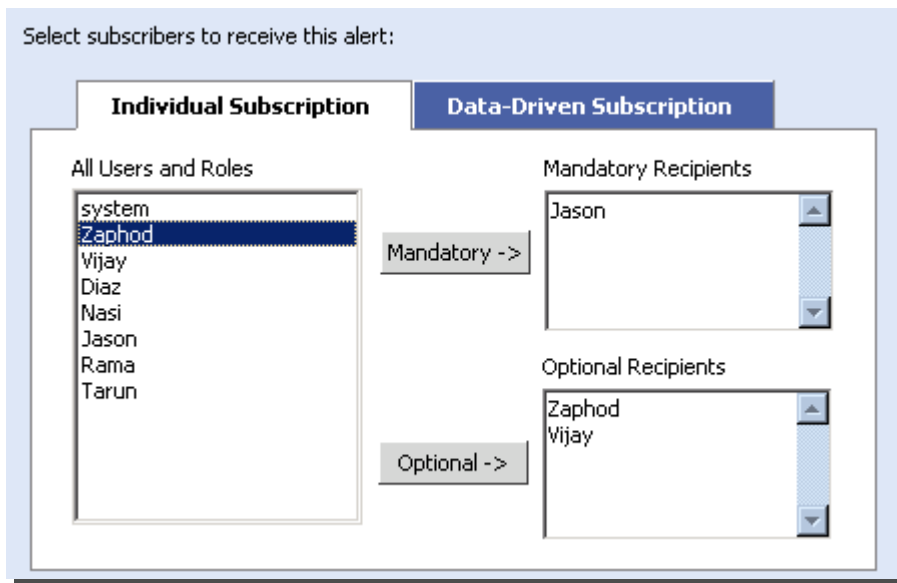 Select subscribers to receive this alert:
Individual Subscription
Data-Driven Subscription
All Users and Roles
system
Zaphod
Vijay
Diaz
Nasi
Jason
Rama
Tarun
Mandatory ->
Optional ->
Mandatory Recipients
Jason
Optional Recipients
Zaphod
Vijay